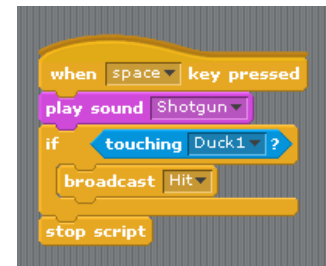 when space key pressed
play sound Shotgun
if touching Duck1 ?
broadcast Hit
stop script